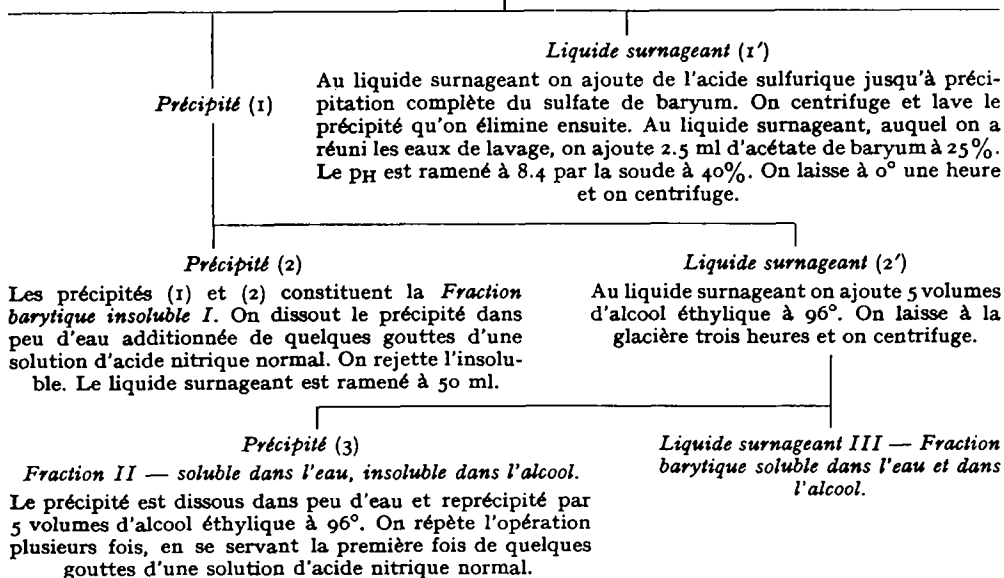 Liquide surnageant (1')
Au liquide surnageant on ajoute de l'acide sulfurique jusqu'à préci-
Précipité (1)
pitation complète du sulfate de baryum. On centrifuge et lave le
précipité qu'on élimine ensuite. Au liquide surnageant, auquel on a
réuni les eaux de lavage, on ajoute 2.5 ml d'acétate de baryum à 25%.
Le pH est ramené à 8.4 par la soude à 40%. On laisse à 0° une heure
et on centrifuge.
Précipité (2)
Les précipités (1) et (2) constituent la Fraction
barytique insoluble I. On dissout le précipité dans
peu d'eau additionnée de quelques gouttes d'une
solution d'acide nitrique normal. On rejette l'insolu-
ble. Le liquide surnageant est ramené à 50 ml.
Liquide surnageant (2')
Au liquide surnageant on ajoute 5 volumes
d'alcool éthylique à 96°. On laisse à la
glacière trois heures et on centrifuge.
Précipité (3)
Fraction II — soluble dans l'eau, insoluble dans l'alcool.
Le précipité est dissous dans peu d'eau et reprécipité par
5 volumes d'alcool éthylique à 96°. On répète l'opération
plusieurs fois, en se servant la première fois de quelques
gouttes d'une solution d'acide nitrique normal.
Liquide surnageant III — Fraction
barytique soluble dans l'eau et dans
l'alcool.